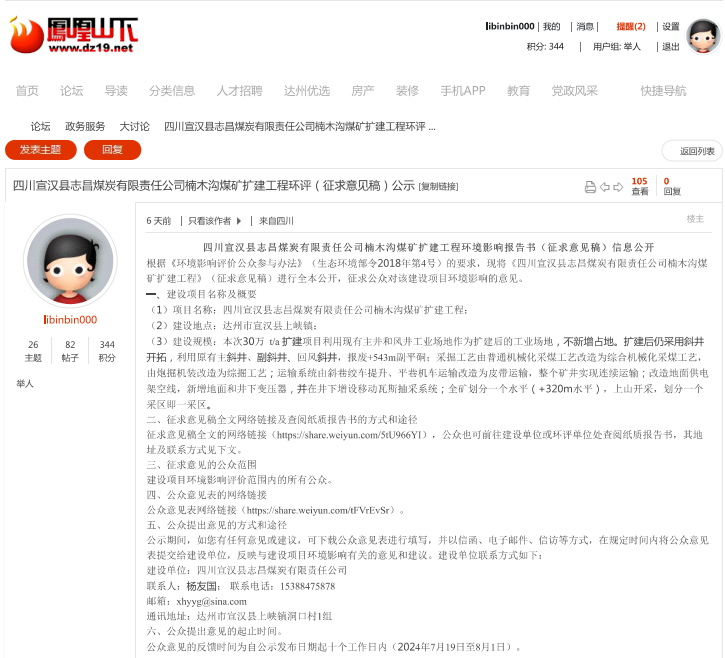 鳳凰山下
www.dz19.net
libinbin000 | 我的 | 消息 | 提醒(2) | 设置
积分: 344 | 用户组: 举人 | 退出
首页 论坛 导读 分类信息 人才招聘 达州优选 房产 装修 手机APP 教育 党政风采 快捷导航
论坛 政务服务 大讨论 四川宣汉县志昌煤炭有限责任公司楠木沟煤矿扩建工程环评 ...
发表主题 回复 返回列表
四川宣汉县志昌煤炭有限责任公司楠木沟煤矿扩建工程环评（征求意见稿）公示 [复制链接]
105 查看 0 回复
libinbin000
26 主题 82 帖子 344 积分
举人
6 天前 | 只看该作者 | 来自四川 楼主
四川宣汉县志昌煤炭有限责任公司楠木沟煤矿扩建工程环境影响报告书（征求意见稿）信息公开
根据《环境影响评价公众参与办法》（生态环境部令2018年第4号）的要求，现将《四川宣汉县志昌煤炭有限责任公司楠木沟煤
矿扩建工程》（征求意见稿）进行全本公开，征求公众对该建设项目环境影响的意见。
一、建设项目名称及概要
（1）项目名称：四川宣汉县志昌煤炭有限责任公司楠木沟煤矿扩建工程；
（2）建设地点：达州市宣汉县上峡镇；
（3）建设规模：本次30万 t/a 扩建项目利用现有主井和风井工业场地作为扩建后的工业场地，不新增占地。扩建后仍采用斜井
开拓，利用原有主斜井、副斜井、回风斜井，报废+543m副平硐；采掘工艺由普通机械化采煤工艺改造为综合机械化采煤工艺，
由炮掘机装改造为综掘工艺；运输系统由斜巷绞车提升、平巷机车运输改造为皮带运输，整个矿井实现连续运输；改造地面供电
架空线，新增地面和井下变压器，并在井下增设移动瓦斯抽采系统；全矿划分一个水平（+320m水平），上山开采，划分一个
采区即一采区。
二、征求意见稿全文网络链接及查阅纸质报告书的方式和途径
征求意见稿全文的网络链接（https://share.weiyun.com/5tU966YI），公众也可前往建设单位或环评单位处查阅纸质报告书，其地
址及联系方式见下文。
三、征求意见的公众范围
建设项目环境影响评价范围内的所有公众。
四、公众意见表的网络链接
公众意见表网络链接（https://share.weiyun.com/tFVrEvSr）。
五、公众提出意见的方式和途径
公示期间，如您有任何意见或建议，可下载公众意见表进行填写，并以信函、电子邮件、信访等方式，在规定时间内将公众意见
表提交给建设单位，反映与建设项目环境影响有关的意见和建议。建设单位联系方式如下：
建设单位：四川宣汉县志昌煤炭有限责任公司
联系人：杨友国； 联系电话：15388475878
邮箱：xhyyg@sina.com
通讯地址：达州市宣汉县上峡镇洞口村1组
六、公众提出意见的起止时间。
公众意见的反馈时间为自公示发布日期起十个工作日内（2024年7月19日至8月1日）。